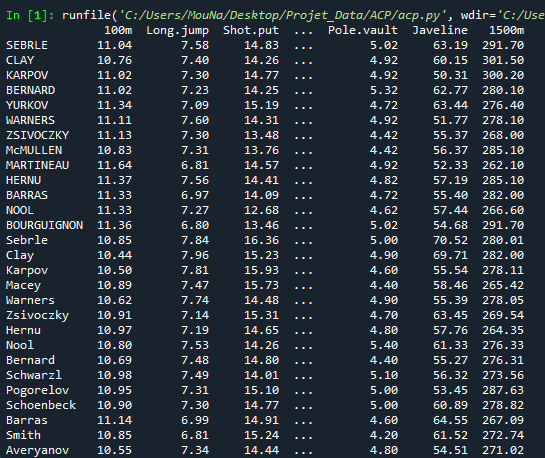 In [1]: runfile('C:/Users/MouNa/Desktop/Projet_Data/ACP/acp.py', wdir='C:/Use
100m Long.jump Shot.put ... Pole.vault Javeline 1500m
SEBRLE 11.04 7.58 14.83 ... 5.02 63.19 291.70
CLAY 10.76 7.40 14.26 ... 4.92 60.15 301.50
KARPOV 11.02 7.30 14.77 ... 4.92 50.31 300.20
BERNARD 11.02 7.23 14.25 ... 5.32 62.77 280.10
YURKOV 11.34 7.09 15.19 ... 4.72 63.44 276.40
WARNERS 11.11 7.60 14.31 ... 4.92 51.77 278.10
ZSIVOCZKY 11.13 7.30 13.48 ... 4.42 55.37 268.00
McMULLEN 10.83 7.31 13.76 ... 4.42 56.37 285.10
MARTINEAU 11.64 6.81 14.57 ... 4.92 52.33 262.10
HERNU 11.37 7.56 14.41 ... 4.82 57.19 285.10
BARRAS 11.33 6.97 14.09 ... 4.72 55.40 282.00
NOOL 11.33 7.27 12.68 ... 4.62 57.44 266.60
BOURGUIGNON 11.36 6.80 13.46 ... 5.02 54.68 291.70
Sebrle 10.85 7.84 16.36 ... 5.00 70.52 280.01
Clay 10.44 7.96 15.23 ... 4.90 69.71 282.00
Karpov 10.50 7.81 15.93 ... 4.60 55.54 278.11
Macey 10.89 7.47 15.73 ... 4.40 58.46 265.42
Warners 10.62 7.74 14.48 ... 4.90 55.39 278.05
Zsivoczky 10.91 7.14 15.31 ... 4.70 63.45 269.54
Hernu 10.97 7.19 14.65 ... 4.80 57.76 264.35
Nool 10.80 7.53 14.26 ... 5.40 61.33 276.33
Bernard 10.69 7.48 14.80 ... 4.40 55.27 276.31
Schwarzl 10.98 7.49 14.01 ... 5.10 56.32 273.56
Pogorelov 10.95 7.31 15.10 ... 5.00 53.45 287.63
Schoenbeck 10.90 7.30 14.77 ... 5.00 60.89 278.82
Barras 11.14 6.99 14.91 ... 4.60 64.55 267.09
Smith 10.85 6.81 15.24 ... 4.20 61.52 272.74
Averyanov 10.55 7.34 14.44 ... 4.80 54.51 271.02